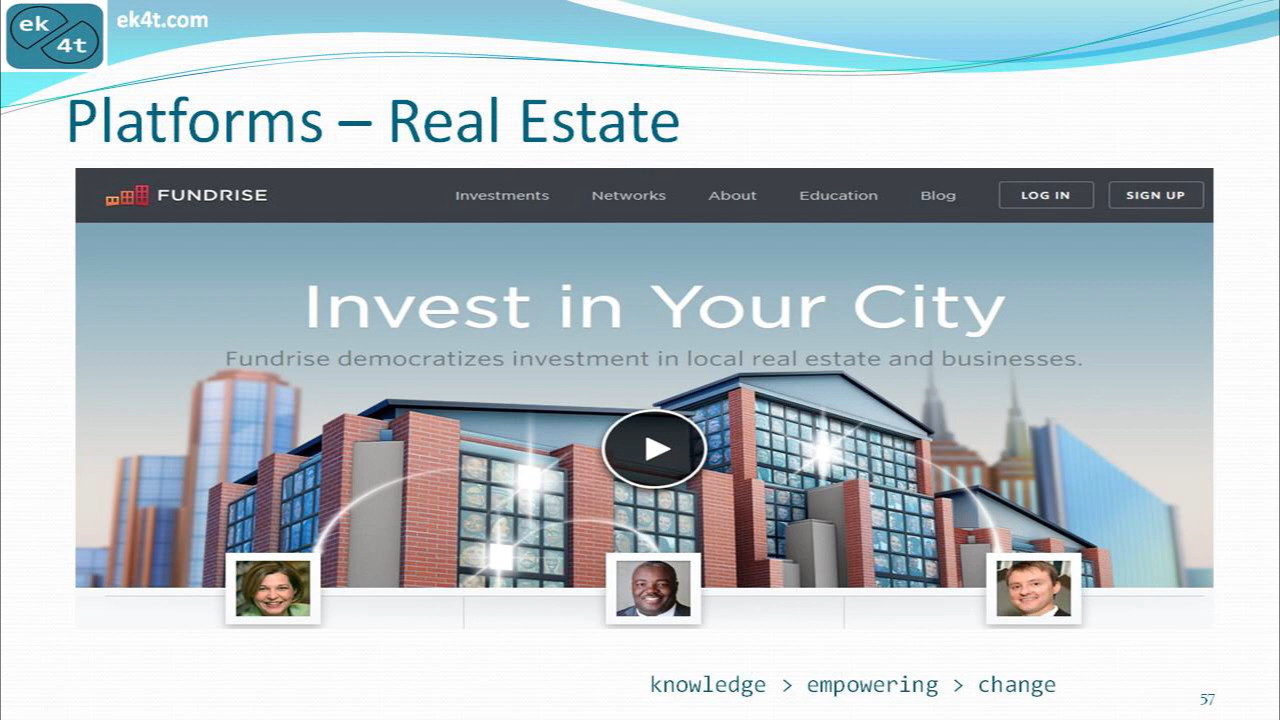 ek
4t
ek4t.com
Platforms – Real Estate
FUNDRISE
Investments Networks About Education Blog LOG IN SIGN UP
Invest in Your City
Fundrise democratizes investment in local real estate and businesses.
knowledge > empowering > change
57